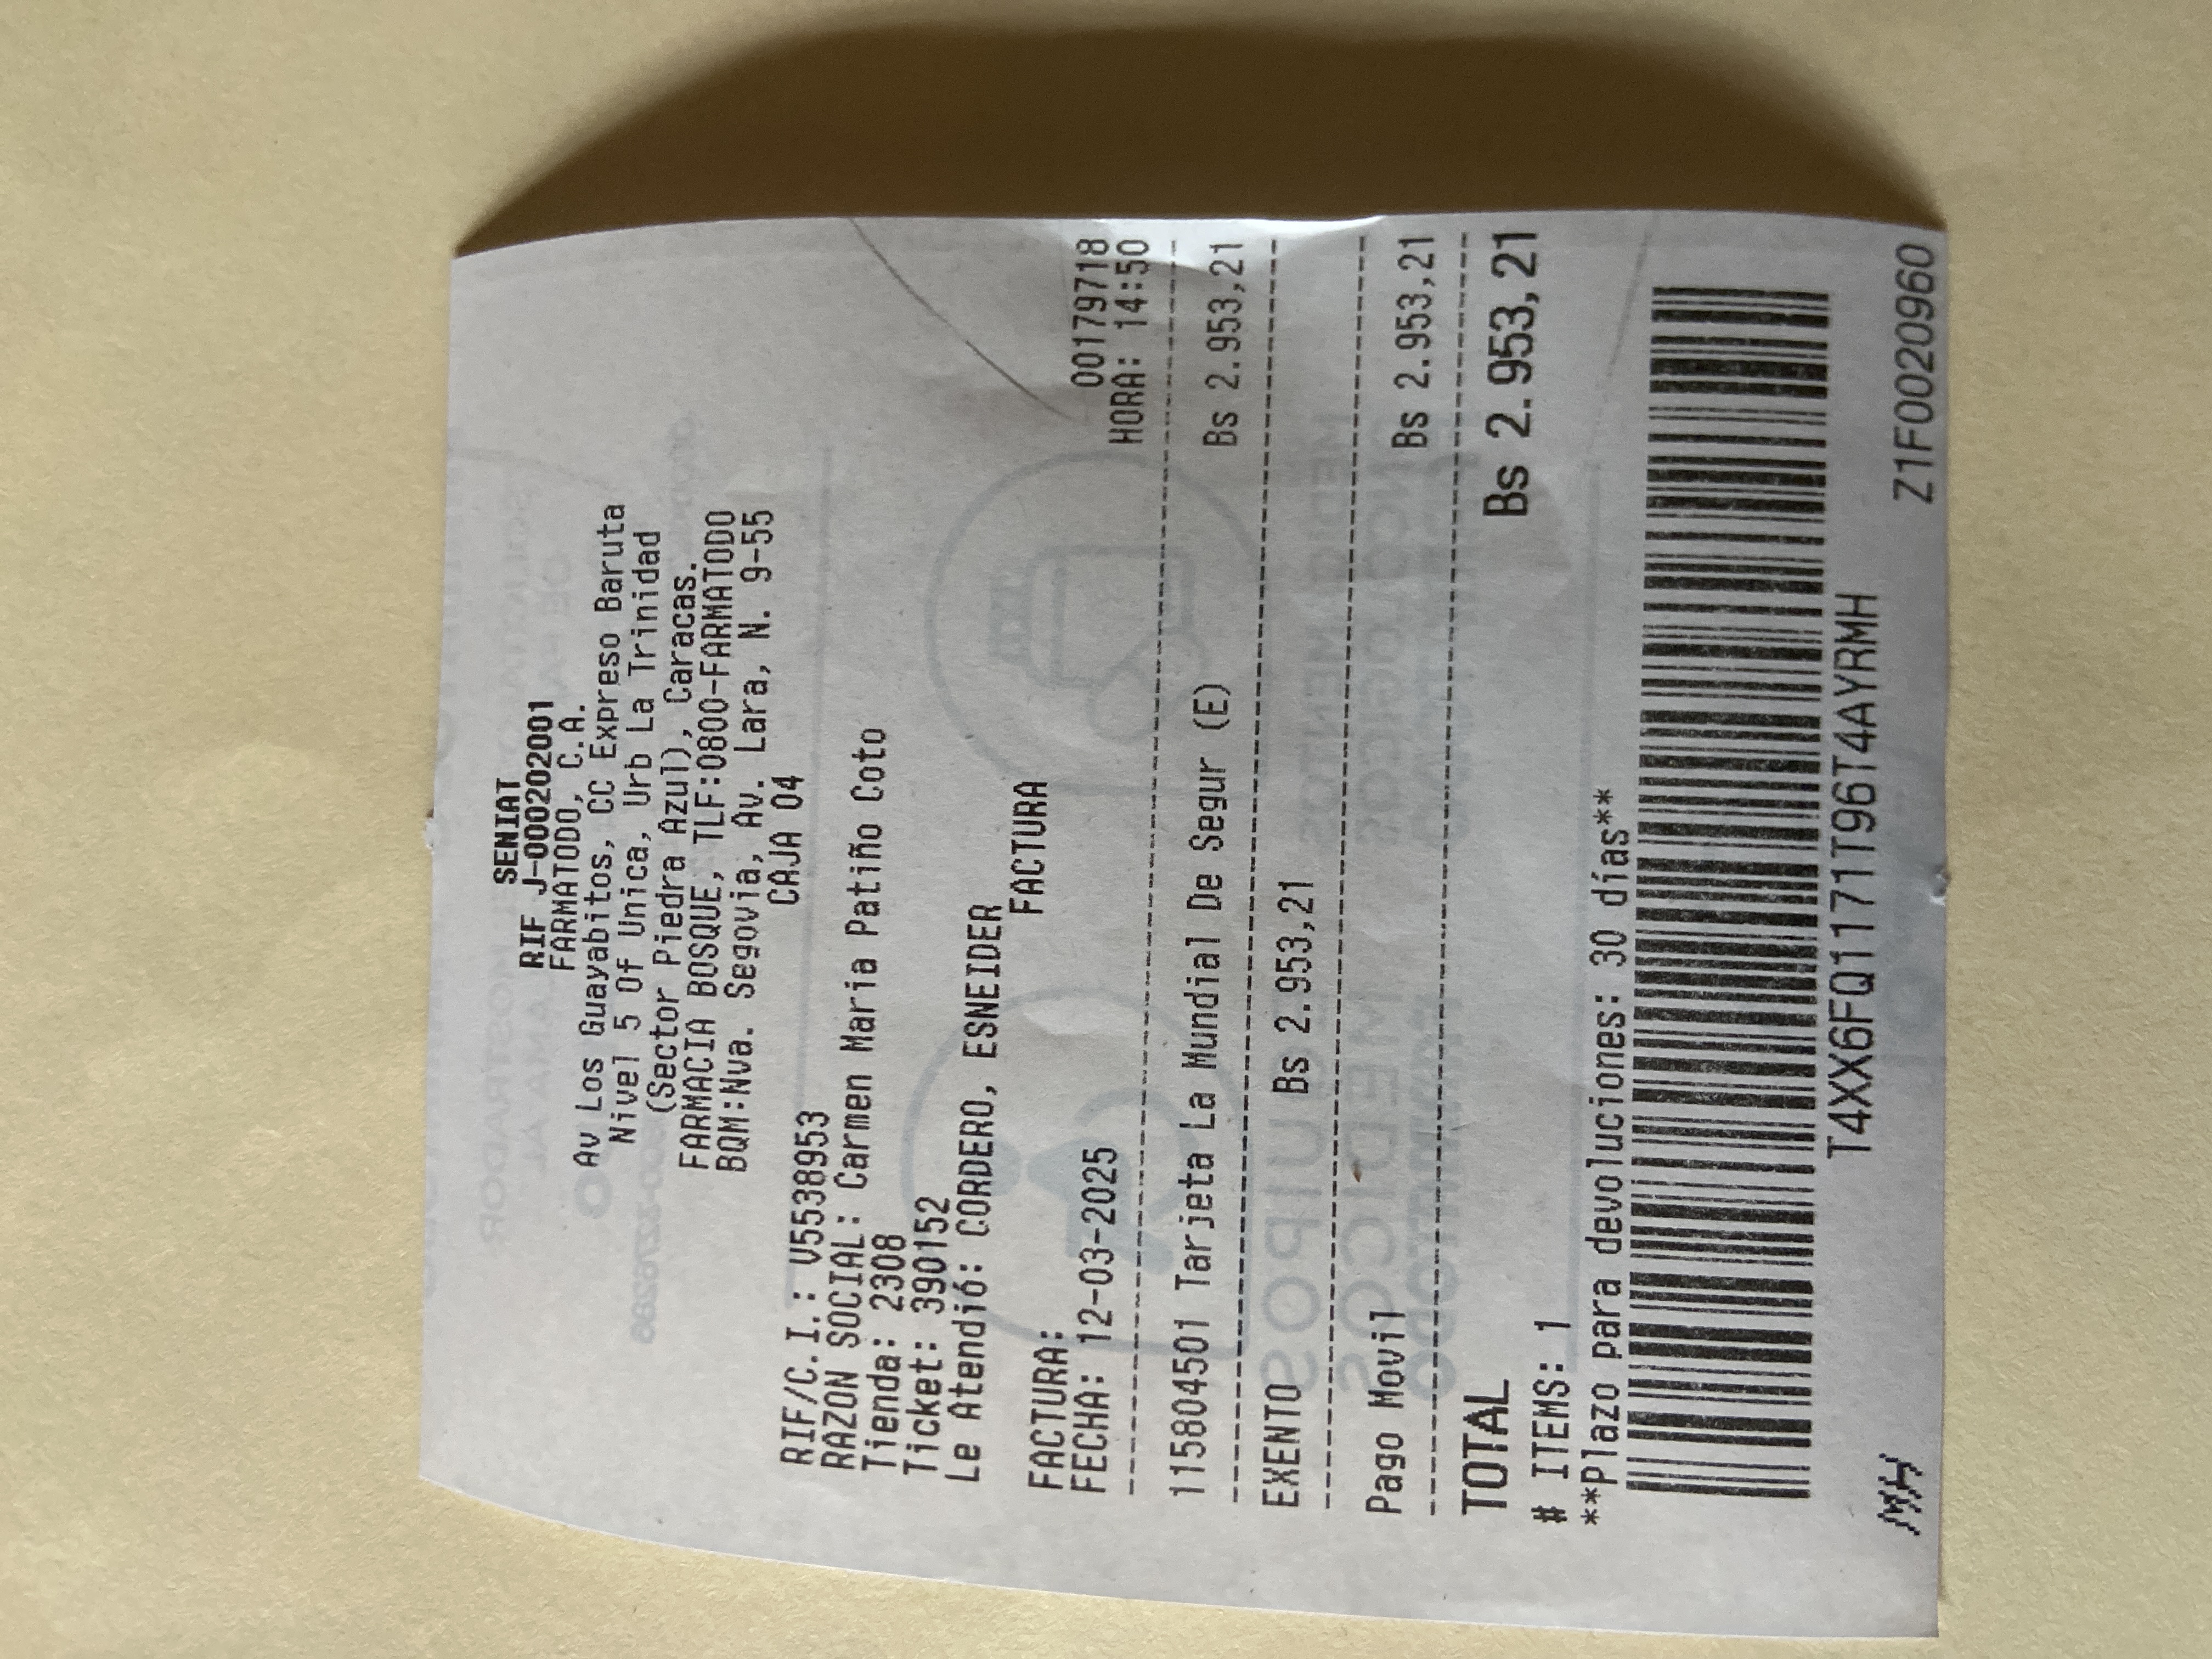 SENIAT
RIF J-000202001
FARMATODO, C.A.
Av Los Guayabitos, CC Expreso Baruta
Nivel 5 Of Unica, Urb La Trinidad
(Sector Piedra Azul), Caracas.
FARMACIA BOSQUE, TLF:0800-FARMATODO
BQM:Nva. Segovia, Av. Lara, N. 9-55
CAJA 04
RIF/C.I.: V5538953
RAZON SOCIAL: Carmen Maria Patiño Coto
Tienda: 2308
Ticket: 390152
Le Atendió: CORDERO, ESNEIDER
FACTURA
FACTURA: 00179718
FECHA: 12-03-2025 HORA: 14:50
115804501 Tarjeta La Mundial De Segur (E) Bs 2.953,21
EXENTO Bs 2.953,21
Pago Movil Bs 2.953,21
TOTAL Bs 2.953,21
# ITEMS: 1
**Plazo para devoluciones: 30 días**
T4XX6FQ1171T96T4AYRMH
MH Z1F0020960